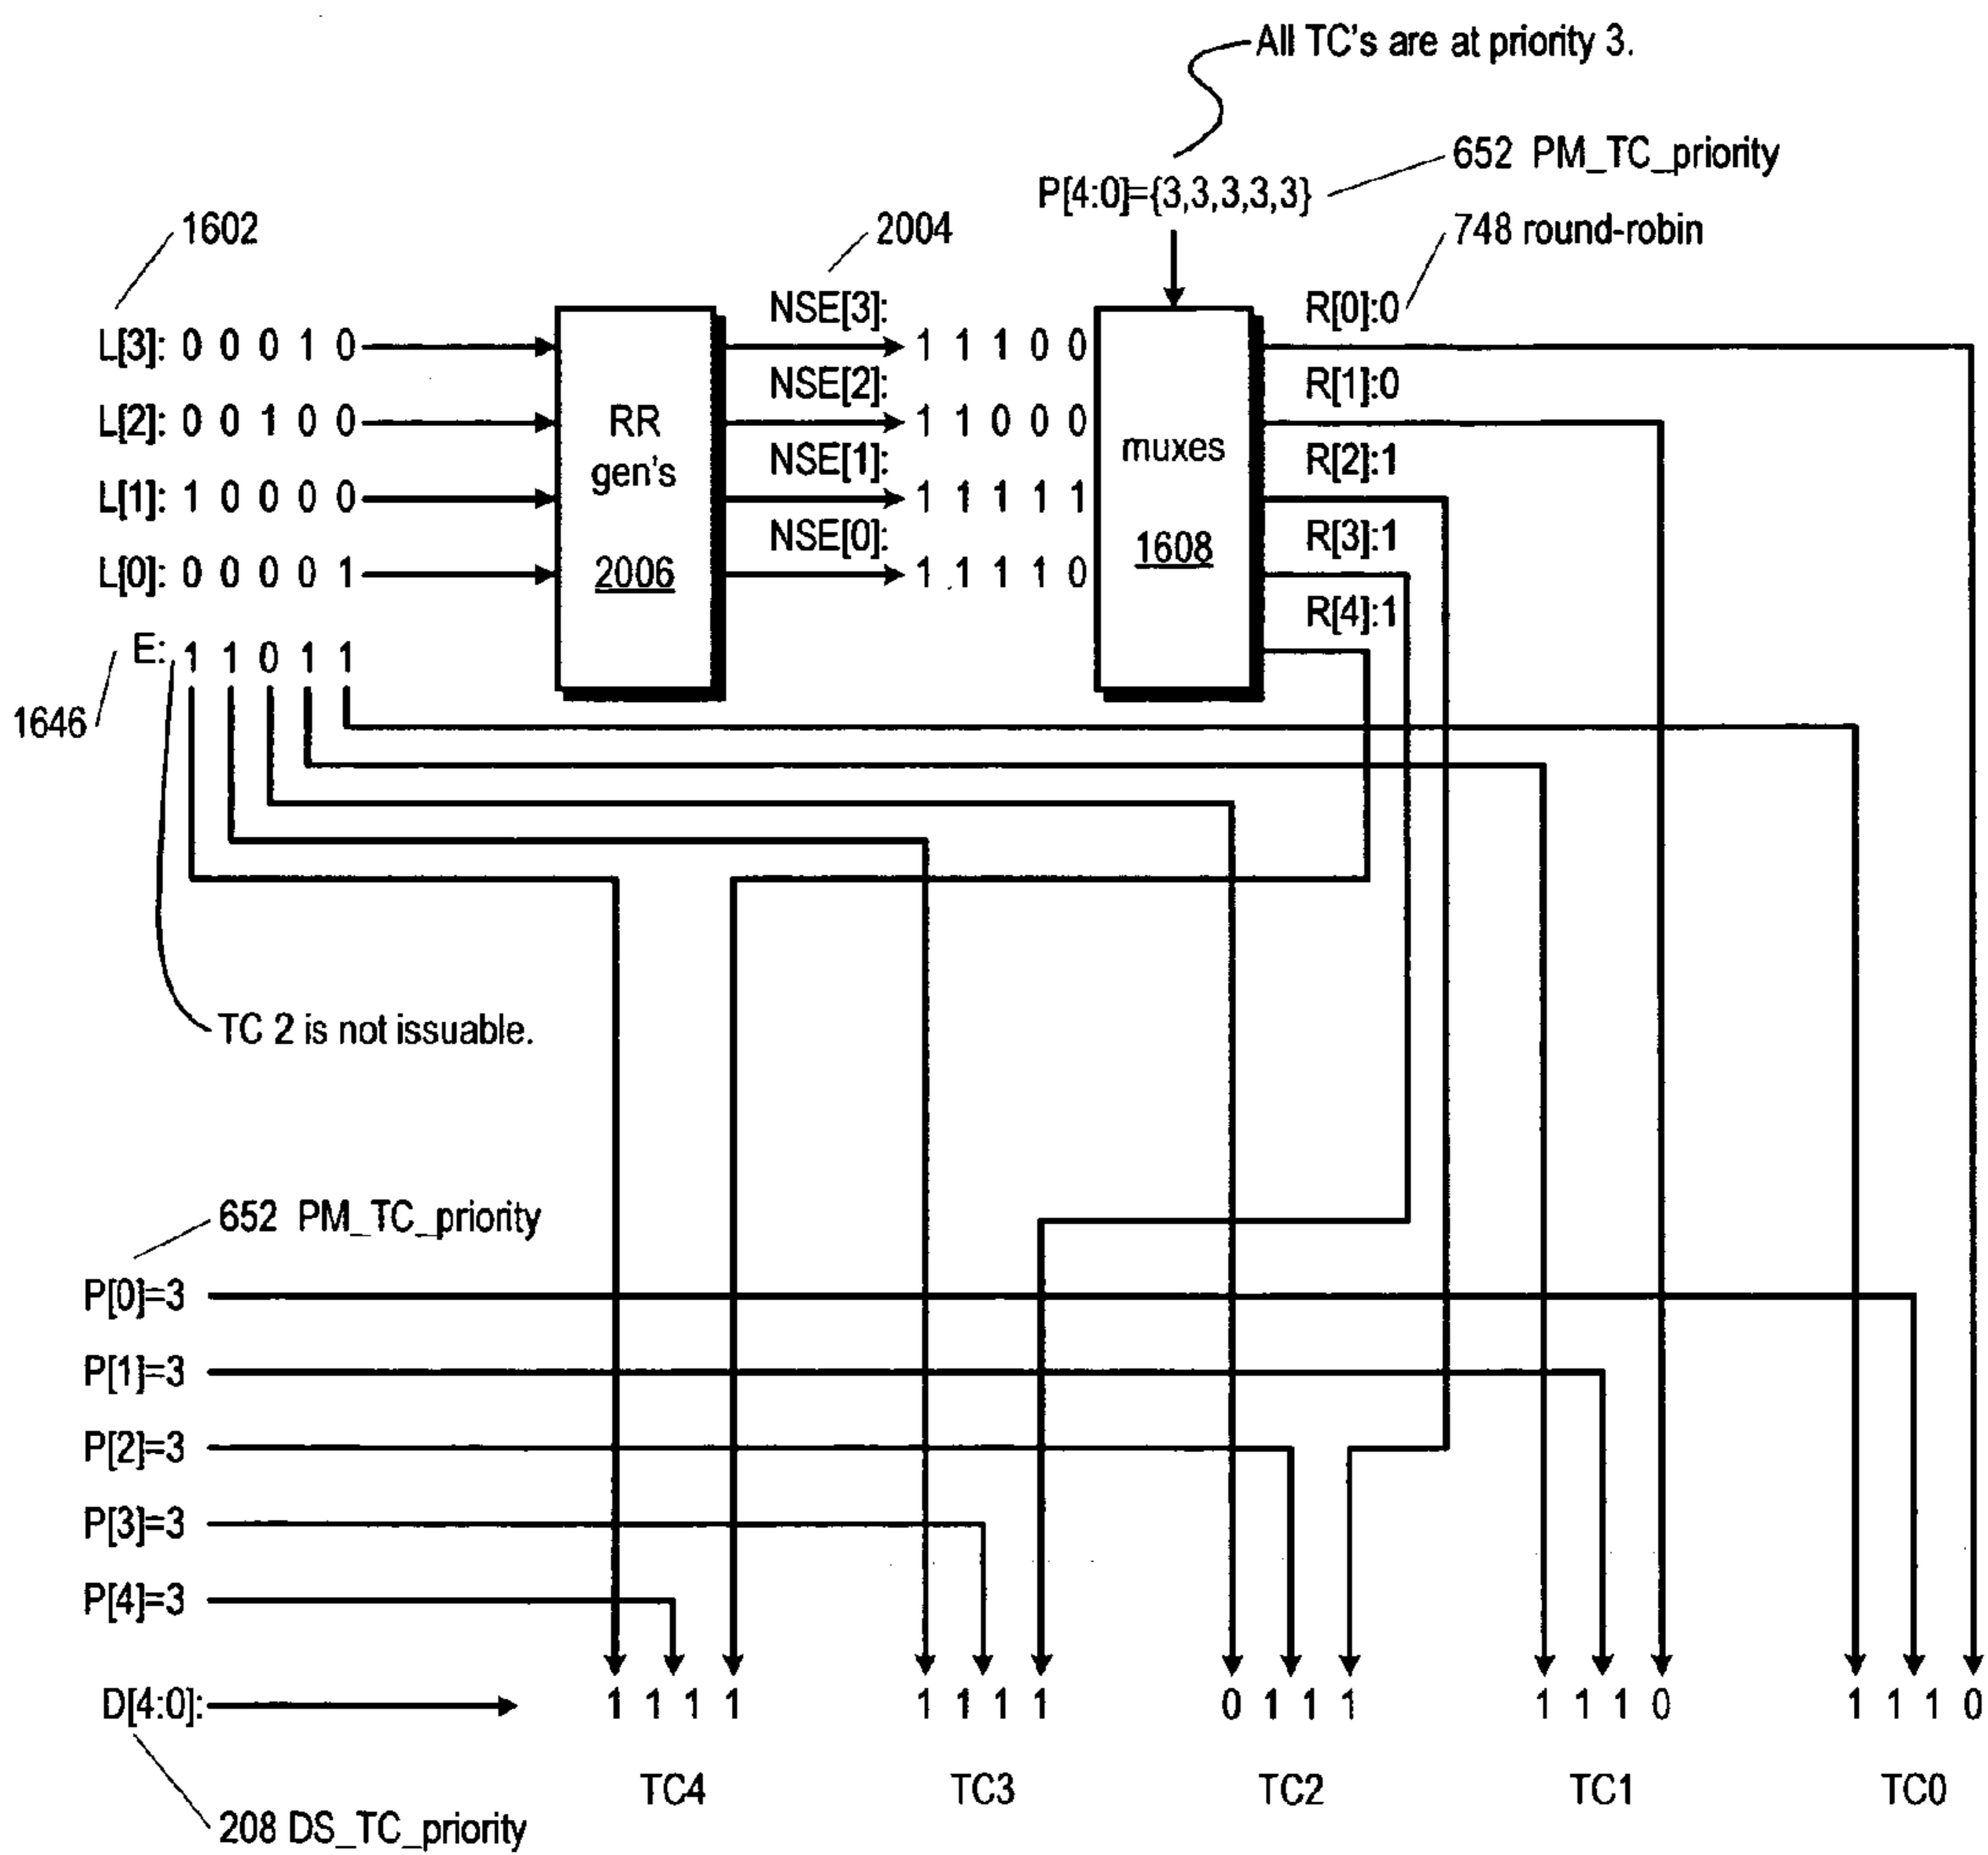 All TC's are at priority 3.
652 PM_TC_priority
P[4:0]={3,3,3,3,3}
1602
2004
748 round-robin
NSE[3]:
R[0]:0
L[3]: 0 0 0 1 0
1 1 1 0 0
NSE[2]:
R[1]:0
L[2]: 0 0 1 0 0
RR
gen's
2006
1 1 0 0 0
muxes
1608
NSE[1]:
R[2]:1
L[1]: 1 0 0 0 0
1 1 1 1 1
NSE[0]:
R[3]:1
L[0]: 0 0 0 0 1
1 1 1 1 0
R[4]:1
E: 1 1 0 1 1
1646
TC 2 is not issuable.
652 PM_TC_priority
P[0]=3
P[1]=3
P[2]=3
P[3]=3
P[4]=3
D[4:0]: 1 1 1 1 1 1 1 1 0 1 1 1 1 1 1 0 1 1 1 0
TC4 TC3 TC2 TC1 TC0
208 DS_TC_priority